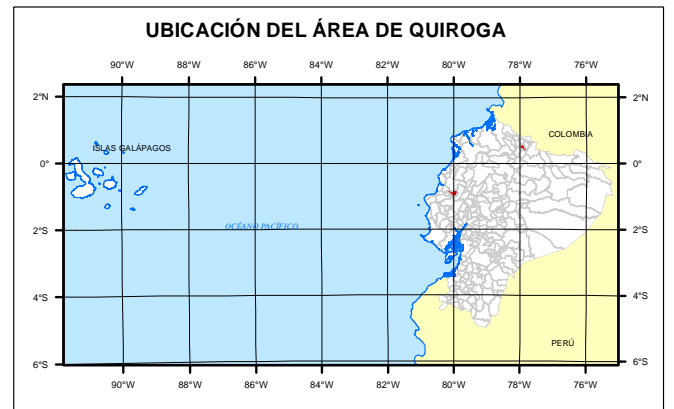 UBICACIÓN DEL ÁREA DE QUIROGA
90°W 88°W 86°W 84°W 82°W 80°W 78°W 76°W
2°N 2°N
COLOMBIA
ISLAS GALÁPAGOS
0° 0°
2°S 2°S
OCÉANO PACÍFICO
4°S 4°S
PERÚ
6°S 6°S
90°W 88°W 86°W 84°W 82°W 80°W 78°W 76°W